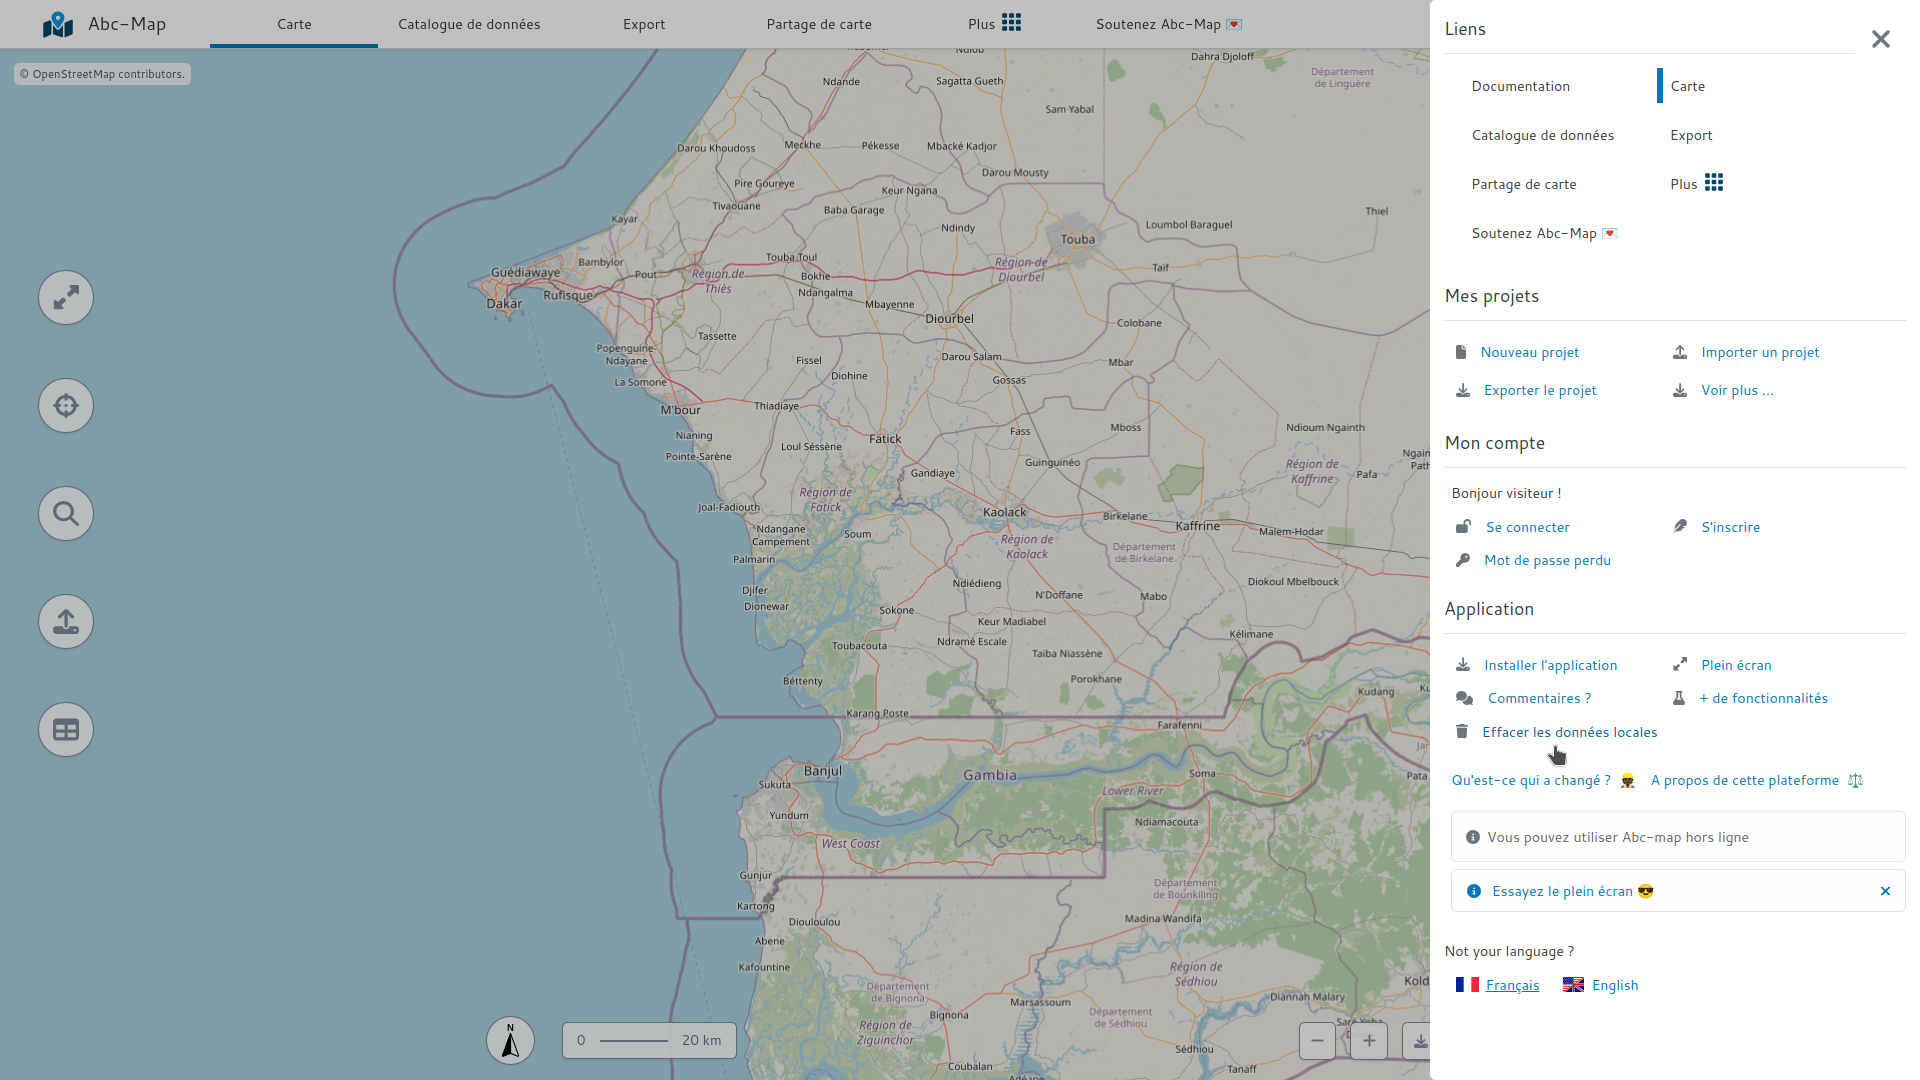 Abc-Map
Carte
Catalogue de données
Export
Partage de carte
Plus
Soutenez Abc-Map 💌
© OpenStreetMap contributors.
Ndande
Sagatta Gueth
Dahra Djoloff
Département
de Linguère
Sam Yabal
Darou Khoudoss
Meckhe
Pékesse
Mbacké Kadjor
Darou Mousty
Pire Goureye
Keur Ngana
Tivaouane
Baba Garage
Kayar
Ndindy
Touba
Loumbol Baraguel
Thiel
Bambylor
Touba Toul
Guédiawaye
Pout
Région de
Thiès
Bokhe
Région de
Diourbel
Taïf
Dakar
Rufisque
Ndangalma
Mbayenne
Diourbel
Colobane
Tassette
Popenguine-
Ndayane
Fissel
Darou Salam
Mbar
La Somone
Diohine
Gossas
M'bour
Thiadiaye
Nianing
Loul Séssène
Fatick
Fass
Mboss
Ndioum Ngainth
Pointe-Sarène
Gandiaye
Guinguinéo
Région de
Kaffrine
Pafa
Région de
Fatick
Joal-Fadiouth
Ndangane
Campement
Soum
Kaolack
Birkelane
Kaffrine
Malem-Hodar
Région de
Kaolack
Département
de Birkelane
Palmarin
Djifer
Dionewar
Ndiédieng
N'Doffane
Mabo
Diokoul Mbelbouck
Sokone
Keur Madiabel
Ndramé Escale
Kélimane
Toubacouta
Taïba Niassène
Béttenty
Porokhane
Kudang
Karang Poste
Farafenni
Banjul
Gambia
Soma
Sukuta
Lower River
Yundum
Ndiamacouta
West Coast
Gunjur
Département
de Bounkiling
Kartong
Diouloulou
Madina Wandifa
Abene
Kafountine
Région de
Sédhiou
Département
de Bignona
Marsassoum
Diannah Malary
Bignona
Département
de Sédhiou
Région de
Ziguinchor
Sédhiou
Coubalan
Tanaff
N
0
20 km
Liens
Documentation
Carte
Catalogue de données
Export
Partage de carte
Plus
Soutenez Abc-Map 💌
Mes projets
Nouveau projet
Importer un projet
Exporter le projet
Voir plus ...
Mon compte
Bonjour visiteur !
Se connecter
S'inscrire
Mot de passe perdu
Application
Installer l'application
Plein écran
Commentaires ?
+ de fonctionnalités
Effacer les données locales
Qu'est-ce qui a changé ?
A propos de cette plateforme
Vous pouvez utiliser Abc-map hors ligne
Essayez le plein écran 😎
Not your language ?
Français
English